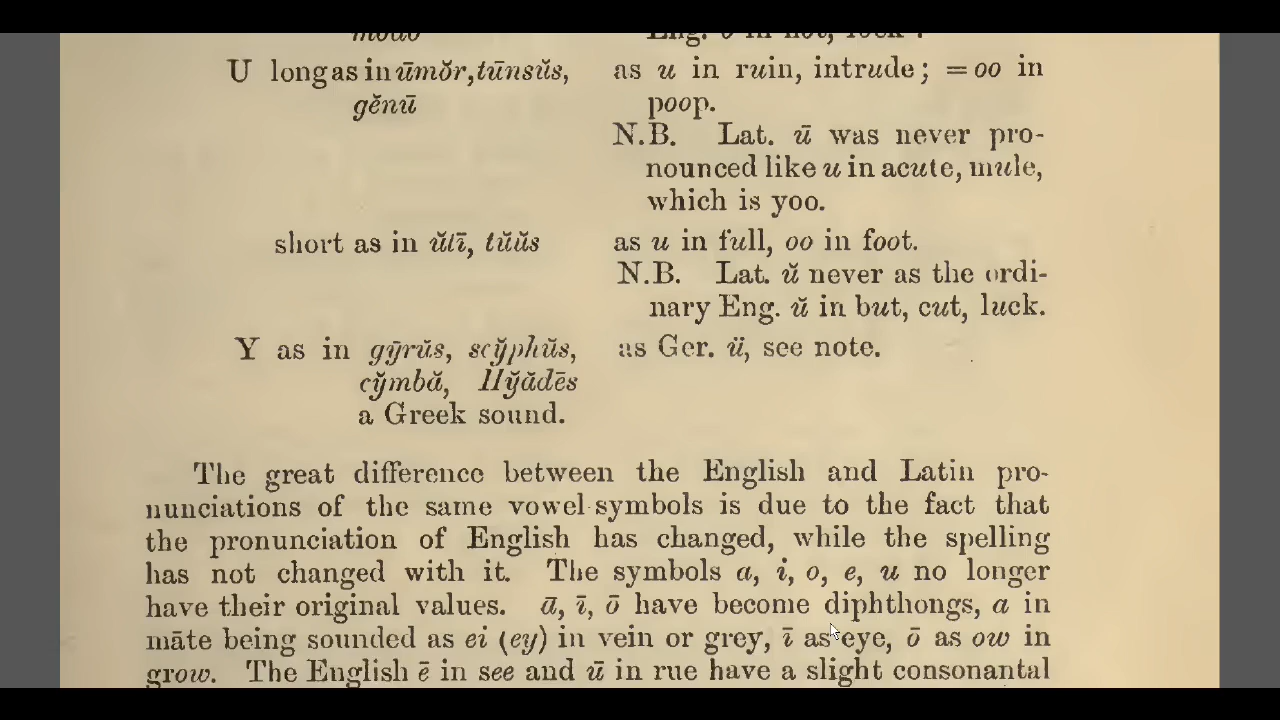 U long as in ūmŏr, tūnsŭs, as u in ruin, intrude; = oo in
gĕnū poop.
N.B. Lat. ū was never pro-
nounced like u in acute, mule,
which is yoo.
short as in ŭtī, tŭŭs as u in full, oo in foot.
N.B. Lat. ŭ never as the ordi-
nary Eng. ŭ in but, cut, luck.
Y as in gȳrŭs, scy̆phŭs, as Ger. ü, see note.
cy̆mbă, Hy̆ădēs
a Greek sound.
The great difference between the English and Latin pro-
nunciations of the same vowel symbols is due to the fact that
the pronunciation of English has changed, while the spelling
has not changed with it. The symbols a, i, o, e, u no longer
have their original values. ā, ī, ō have become diphthongs, a in
māte being sounded as ei (ey) in vein or grey, ī as eye, ō as ow in
grow. The English ē in see and ū in rue have a slight consonantal